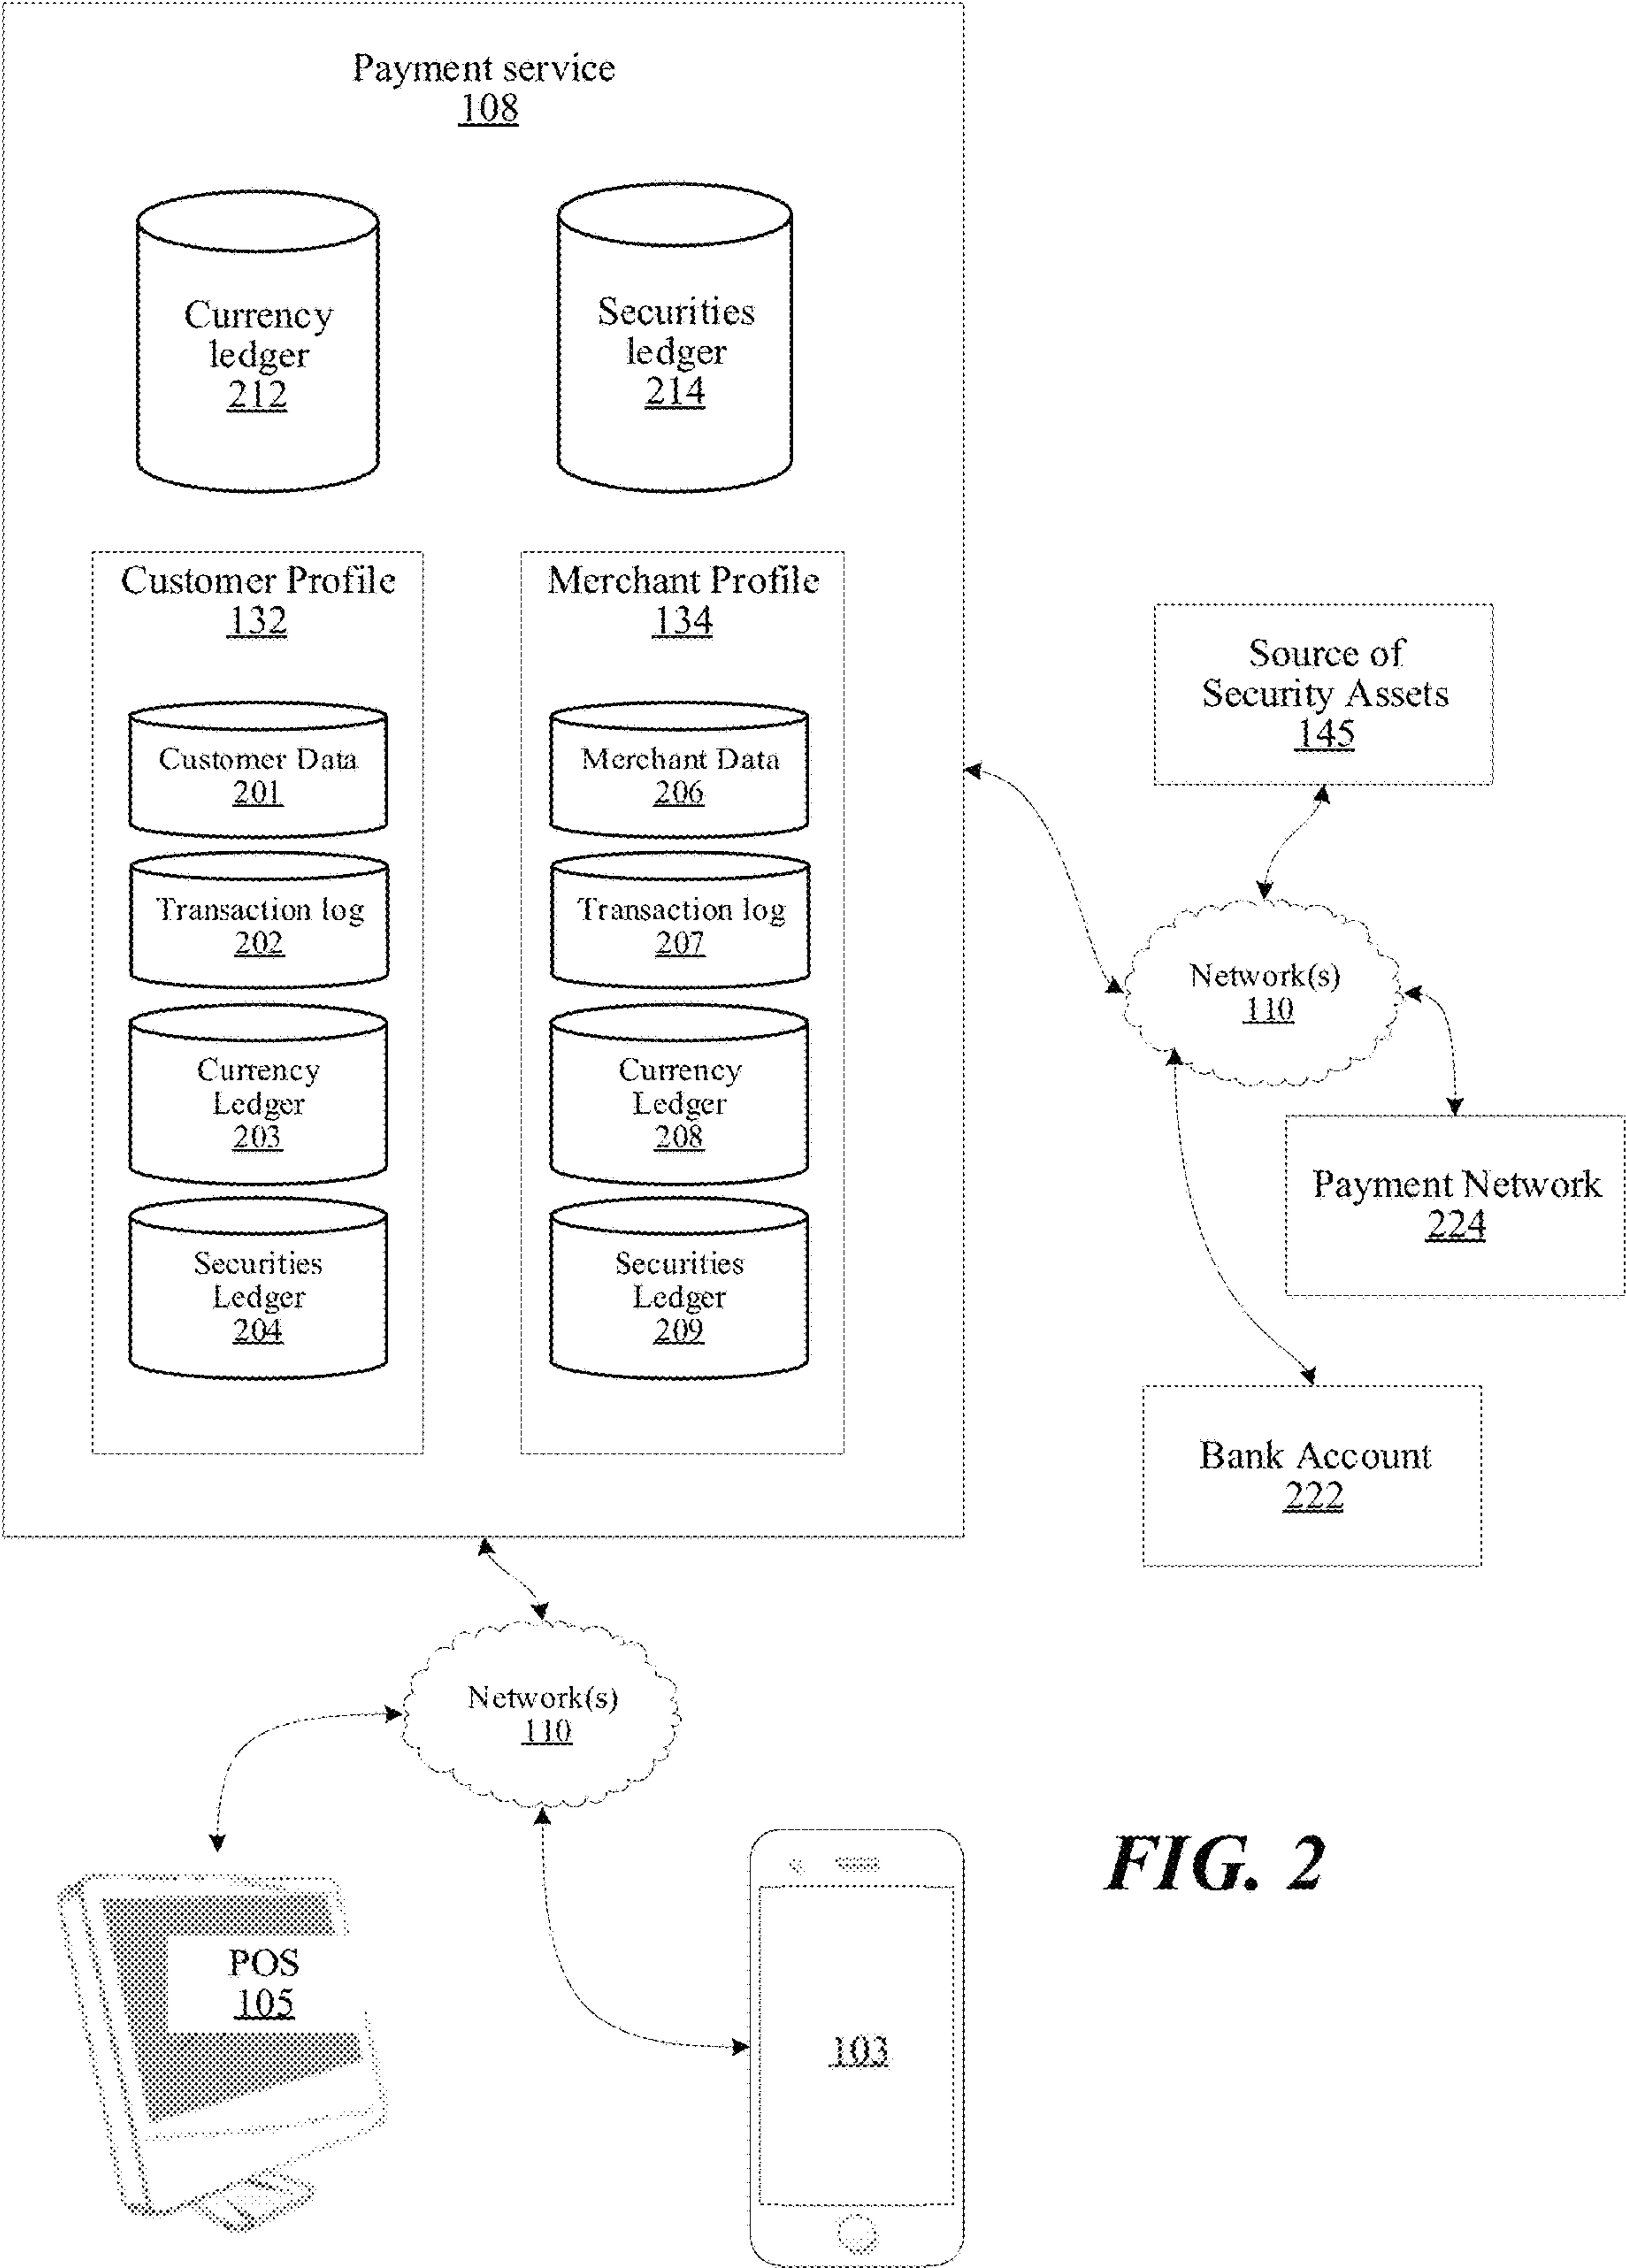 Payment service
108
Currency
ledger
212
Securities
ledger
214
Customer Profile
132
Customer Data
201
Transaction log
202
Currency
Ledger
203
Securities
Ledger
204
Merchant Profile
134
Merchant Data
206
Transaction log
207
Currency
Ledger
208
Securities
Ledger
209
Source of
Security Assets
145
Network(s)
110
Payment Network
224
Bank Account
222
Network(s)
110
POS
105
103
FIG. 2